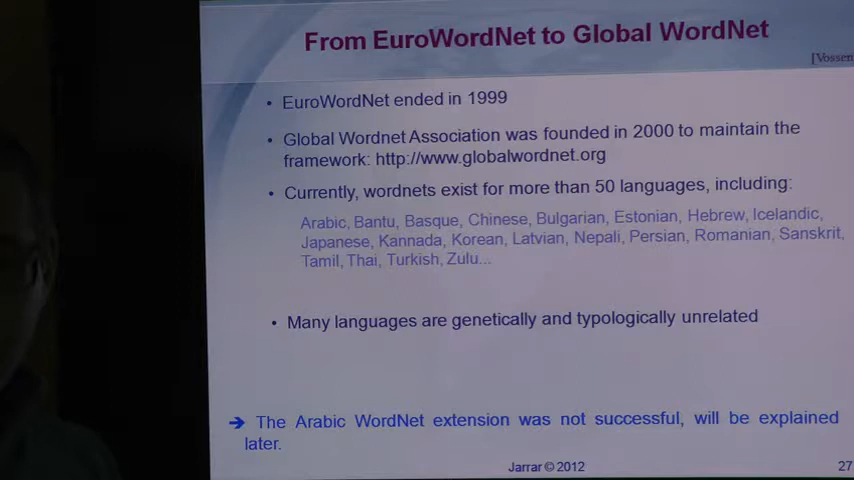 From EuroWordNet to Global WordNet
[Vossen
• EuroWordNet ended in 1999
• Global Wordnet Association was founded in 2000 to maintain the
framework: http://www.globalwordnet.org
• Currently, wordnets exist for more than 50 languages, including:
Arabic, Bantu, Basque, Chinese, Bulgarian, Estonian, Hebrew, Icelandic,
Japanese, Kannada, Korean, Latvian, Nepali, Persian, Romanian, Sanskrit,
Tamil, Thai, Turkish, Zulu...
• Many languages are genetically and typologically unrelated
➔ The Arabic WordNet extension was not successful, will be explained
later.
Jarrar © 2012
27